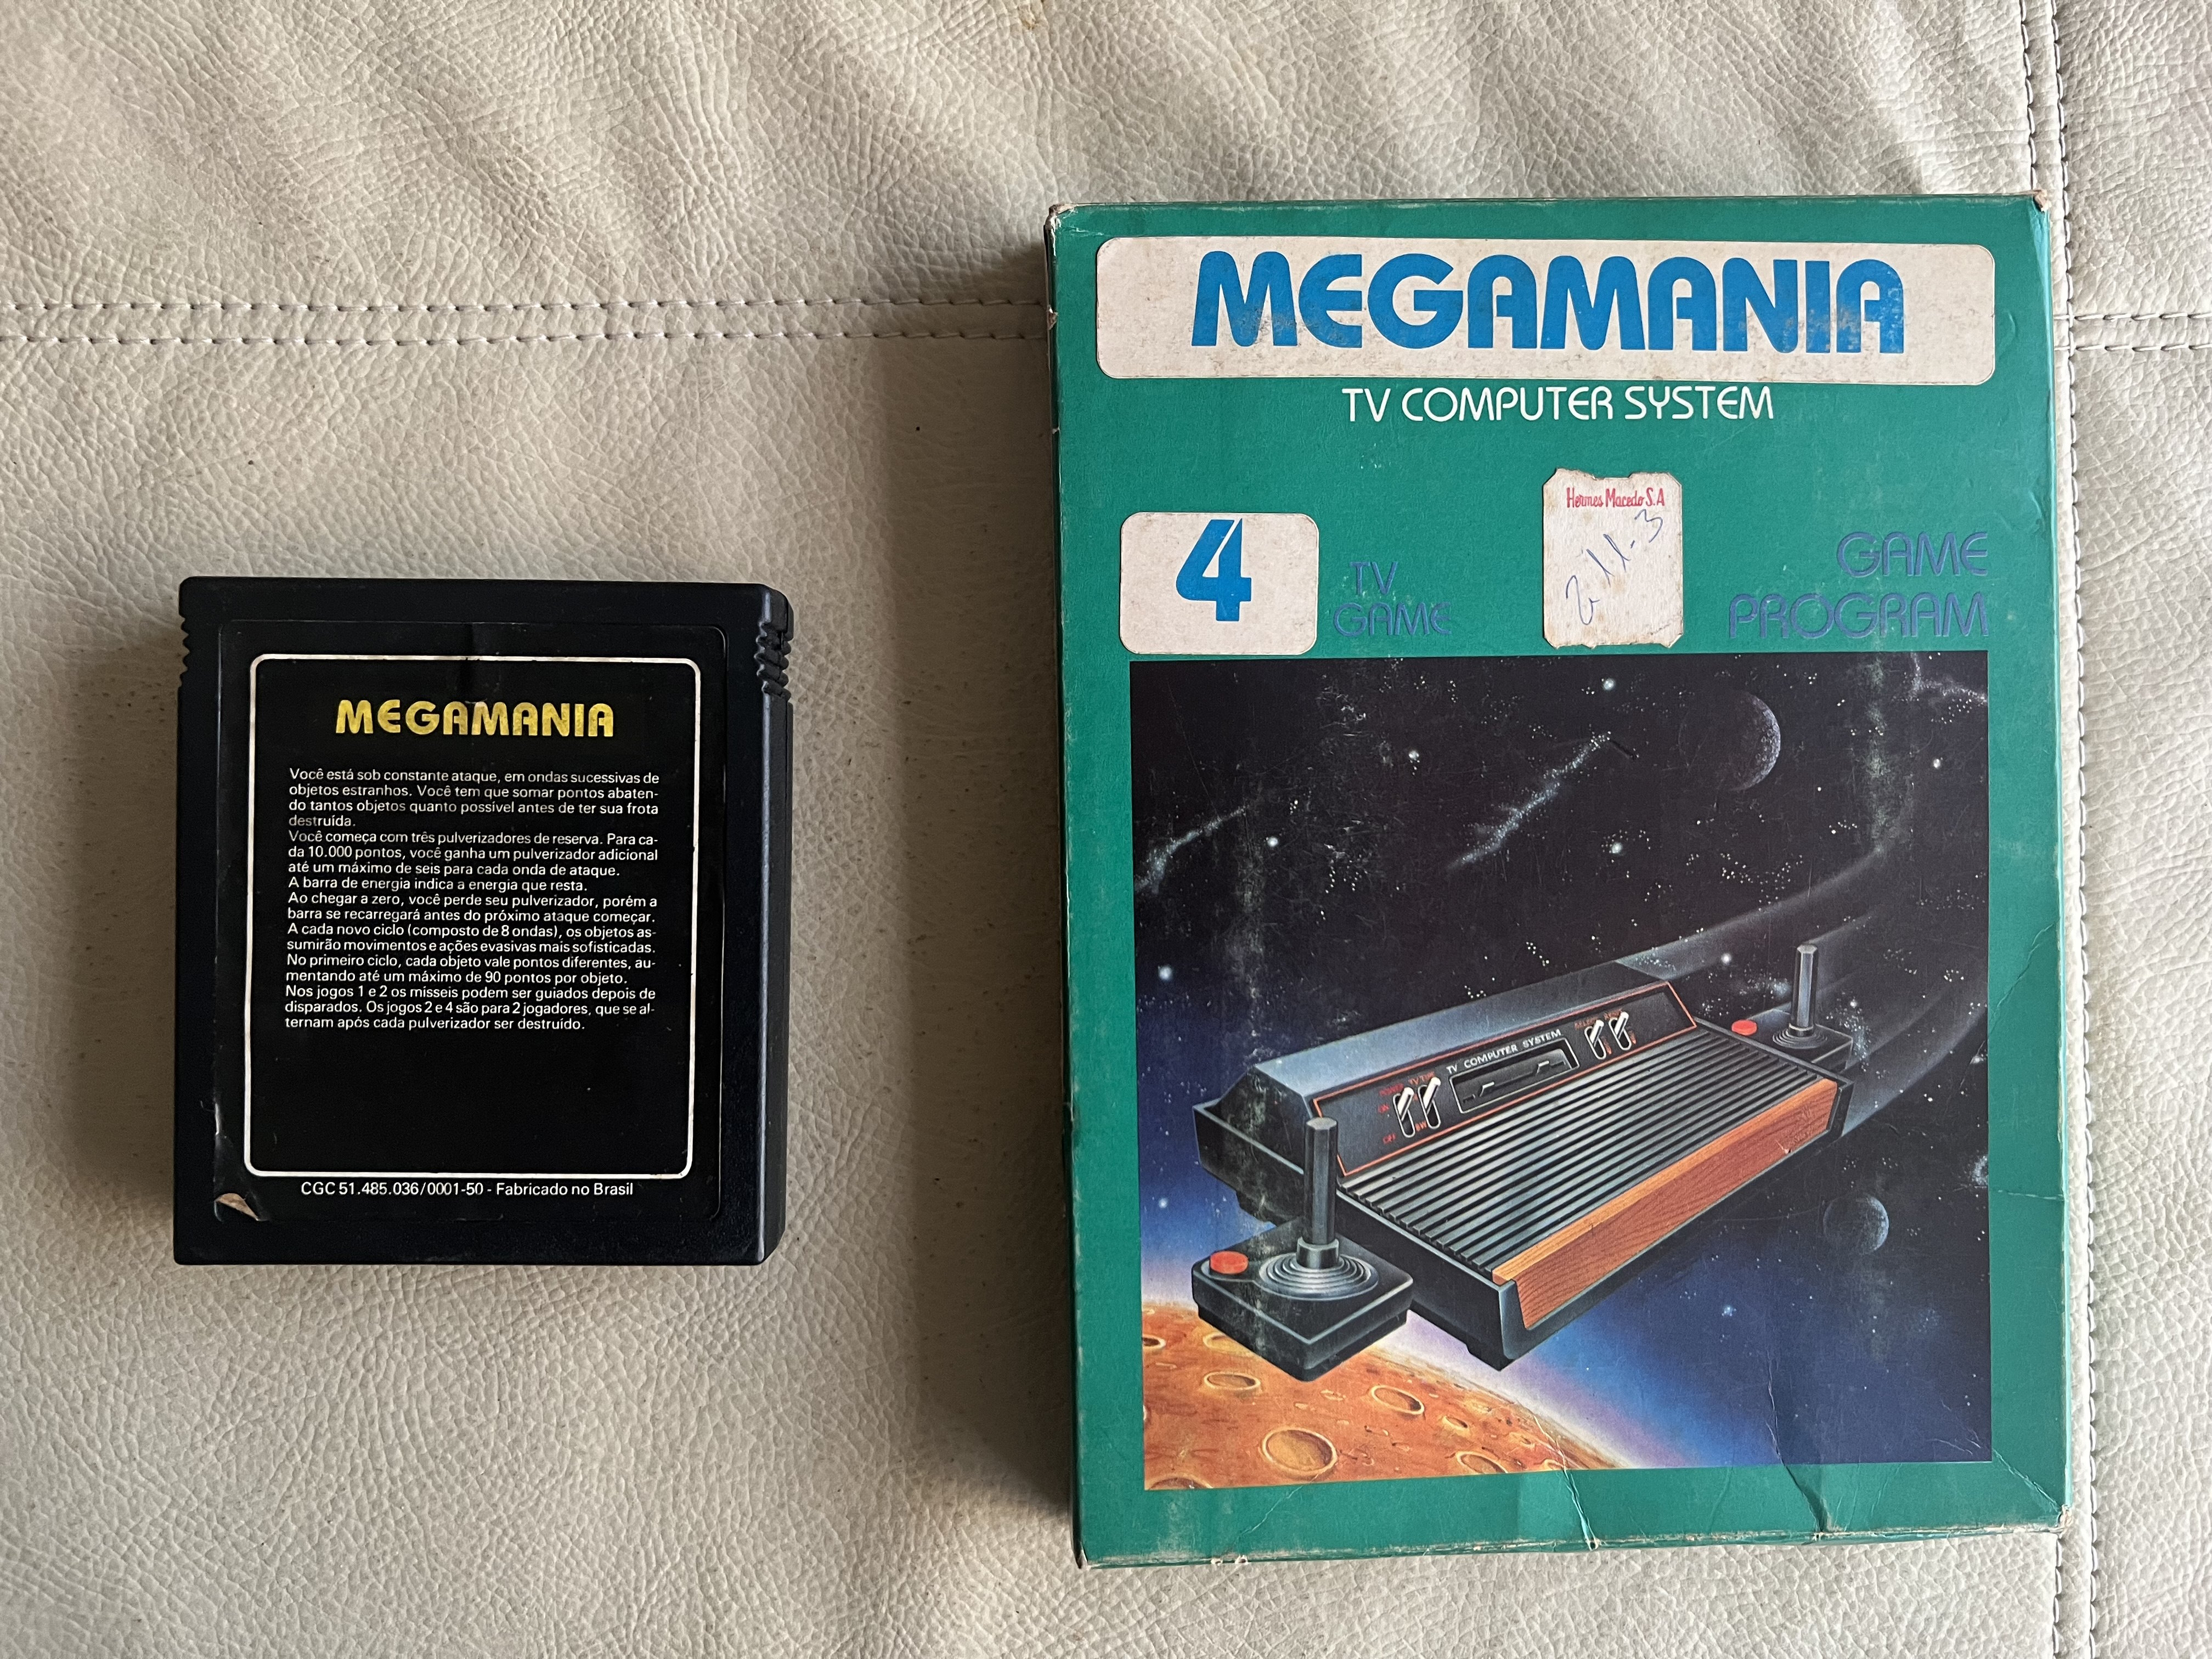 MEGAMANIA
Você está sob constante ataque, em ondas sucessivas de
objetos estranhos. Você tem que somar pontos abaten-
do tantos objetos quanto possível antes de ter sua frota
destruída.
Você começa com três pulverizadores de reserva. Para ca-
da 10.000 pontos, você ganha um pulverizador adicional
até um máximo de seis para cada onda de ataque.
A barra de energia indica a energia que resta.
Ao chegar a zero, você perde seu pulverizador, porém a
barra se recarregará antes do próximo ataque começar.
A cada novo ciclo (composto de 8 ondas), os objetos as-
sumirão movimentos e ações evasivas mais sofisticadas.
No primeiro ciclo, cada objeto vale pontos diferentes, au-
mentando até um máximo de 90 pontos por objeto.
Nos jogos 1 e 2 os mísseis podem ser guiados depois de
disparados. Os jogos 2 e 4 são para 2 jogadores, que se al-
ternam após cada pulverizador ser destruído.
CGC 51.485.036/0001-50 - Fabricado no Brasil
MEGAMANIA
TV COMPUTER SYSTEM
4
TV
GAME
Hermes Macedo S.A
GAME
PROGRAM
TV COMPUTER SYSTEM